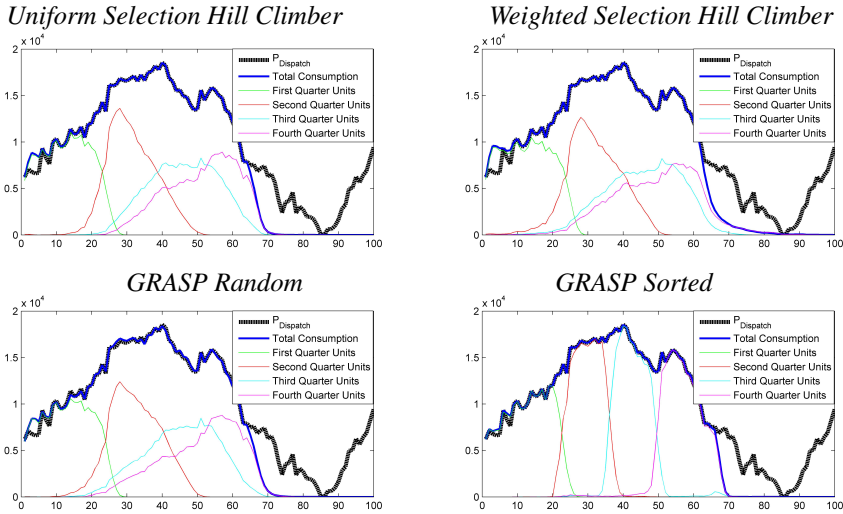 Uniform Selection Hill Climber
x 10^4
2
1.5
1
0.5
0
0 10 20 30 40 50 60 70 80 90 100
P_Dispatch
Total Consumption
First Quarter Units
Second Quarter Units
Third Quarter Units
Fourth Quarter Units
Weighted Selection Hill Climber
x 10^4
2
1.5
1
0.5
0
0 10 20 30 40 50 60 70 80 90 100
P_Dispatch
Total Consumption
First Quarter Units
Second Quarter Units
Third Quarter Units
Fourth Quarter Units
GRASP Random
x 10^4
2
1.5
1
0.5
0
0 10 20 30 40 50 60 70 80 90 100
P_Dispatch
Total Consumption
First Quarter Units
Second Quarter Units
Third Quarter Units
Fourth Quarter Units
GRASP Sorted
x 10^4
2
1.5
1
0.5
0
0 10 20 30 40 50 60 70 80 90 100
P_Dispatch
Total Consumption
First Quarter Units
Second Quarter Units
Third Quarter Units
Fourth Quarter Units